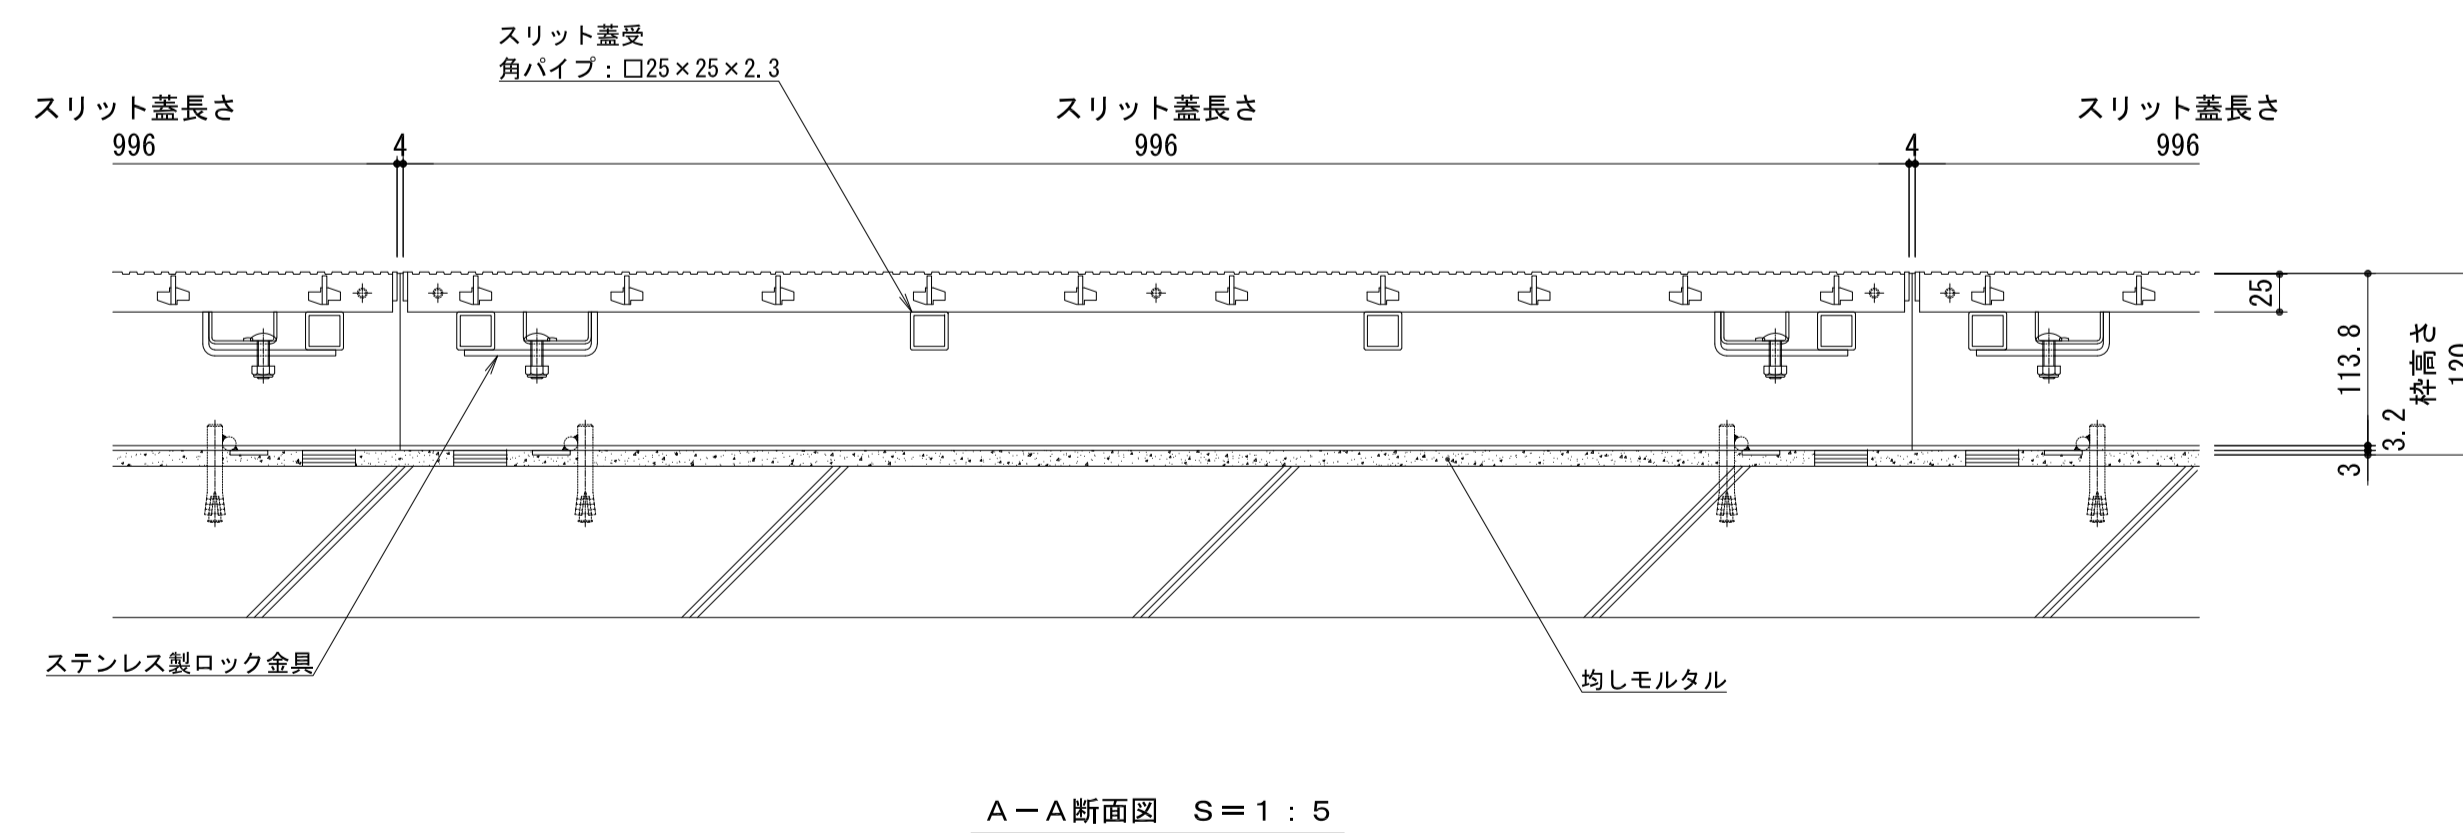 スリット蓋受
角パイプ：□25×25×2.3
スリット蓋長さ
996
4
スリット蓋長さ
996
4
スリット蓋長さ
996
25
113.8
3.2
3
枠高さ
120
ステンレス製ロック金具
均しモルタル
A－A断面図　S＝1：5